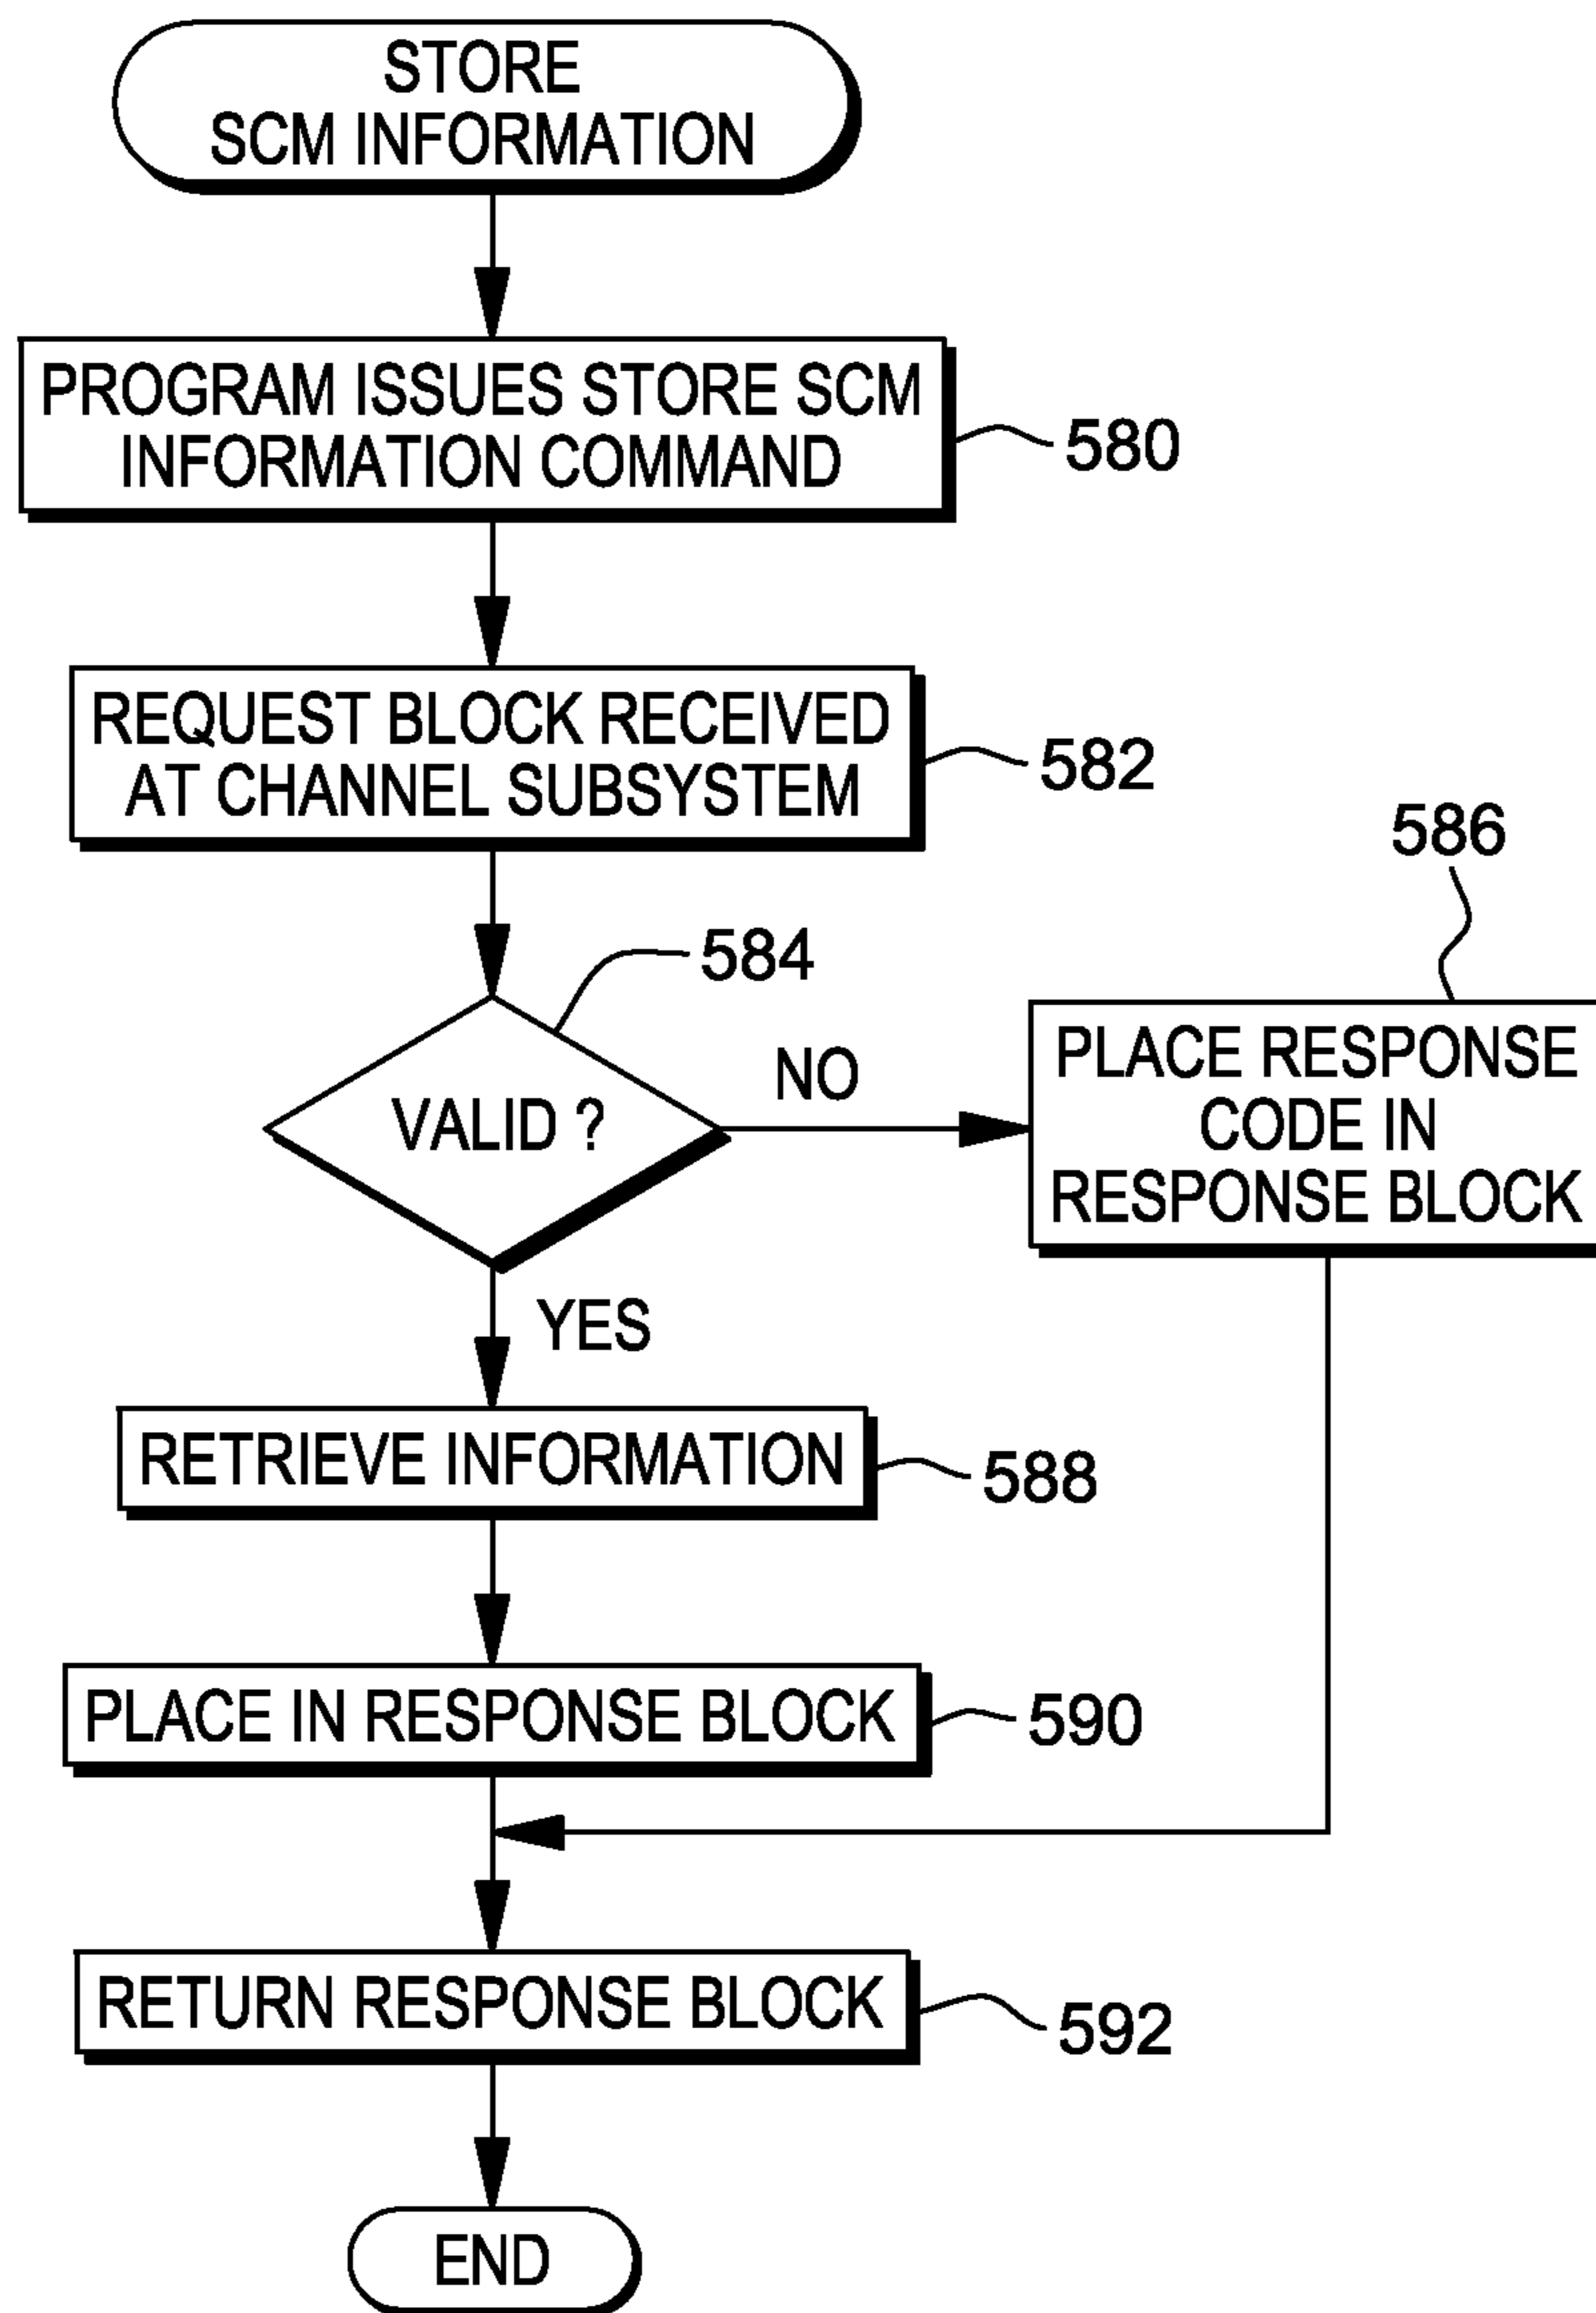 STORE
SCM INFORMATION
PROGRAM ISSUES STORE SCM
INFORMATION COMMAND
580
REQUEST BLOCK RECEIVED
AT CHANNEL SUBSYSTEM
582
584
VALID ?
NO
586
PLACE RESPONSE
CODE IN
RESPONSE BLOCK
YES
RETRIEVE INFORMATION
588
PLACE IN RESPONSE BLOCK
590
RETURN RESPONSE BLOCK
592
END